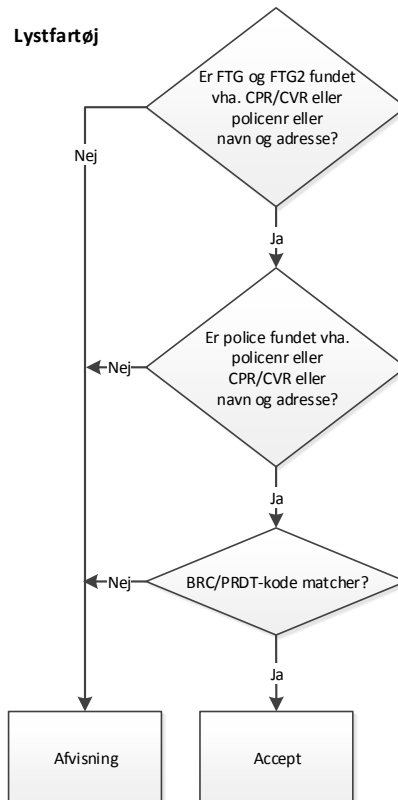 Lystfartøj
Er FTG og FTG2 fundet
vha. CPR/CVR eller
policenr eller
navn og adresse?
Nej
Ja
Er police fundet vha.
policenr eller
CPR/CVR eller
navn og adresse?
Nej
Ja
BRC/PRDT-kode matcher?
Nej
Ja
Afvisning
Accept